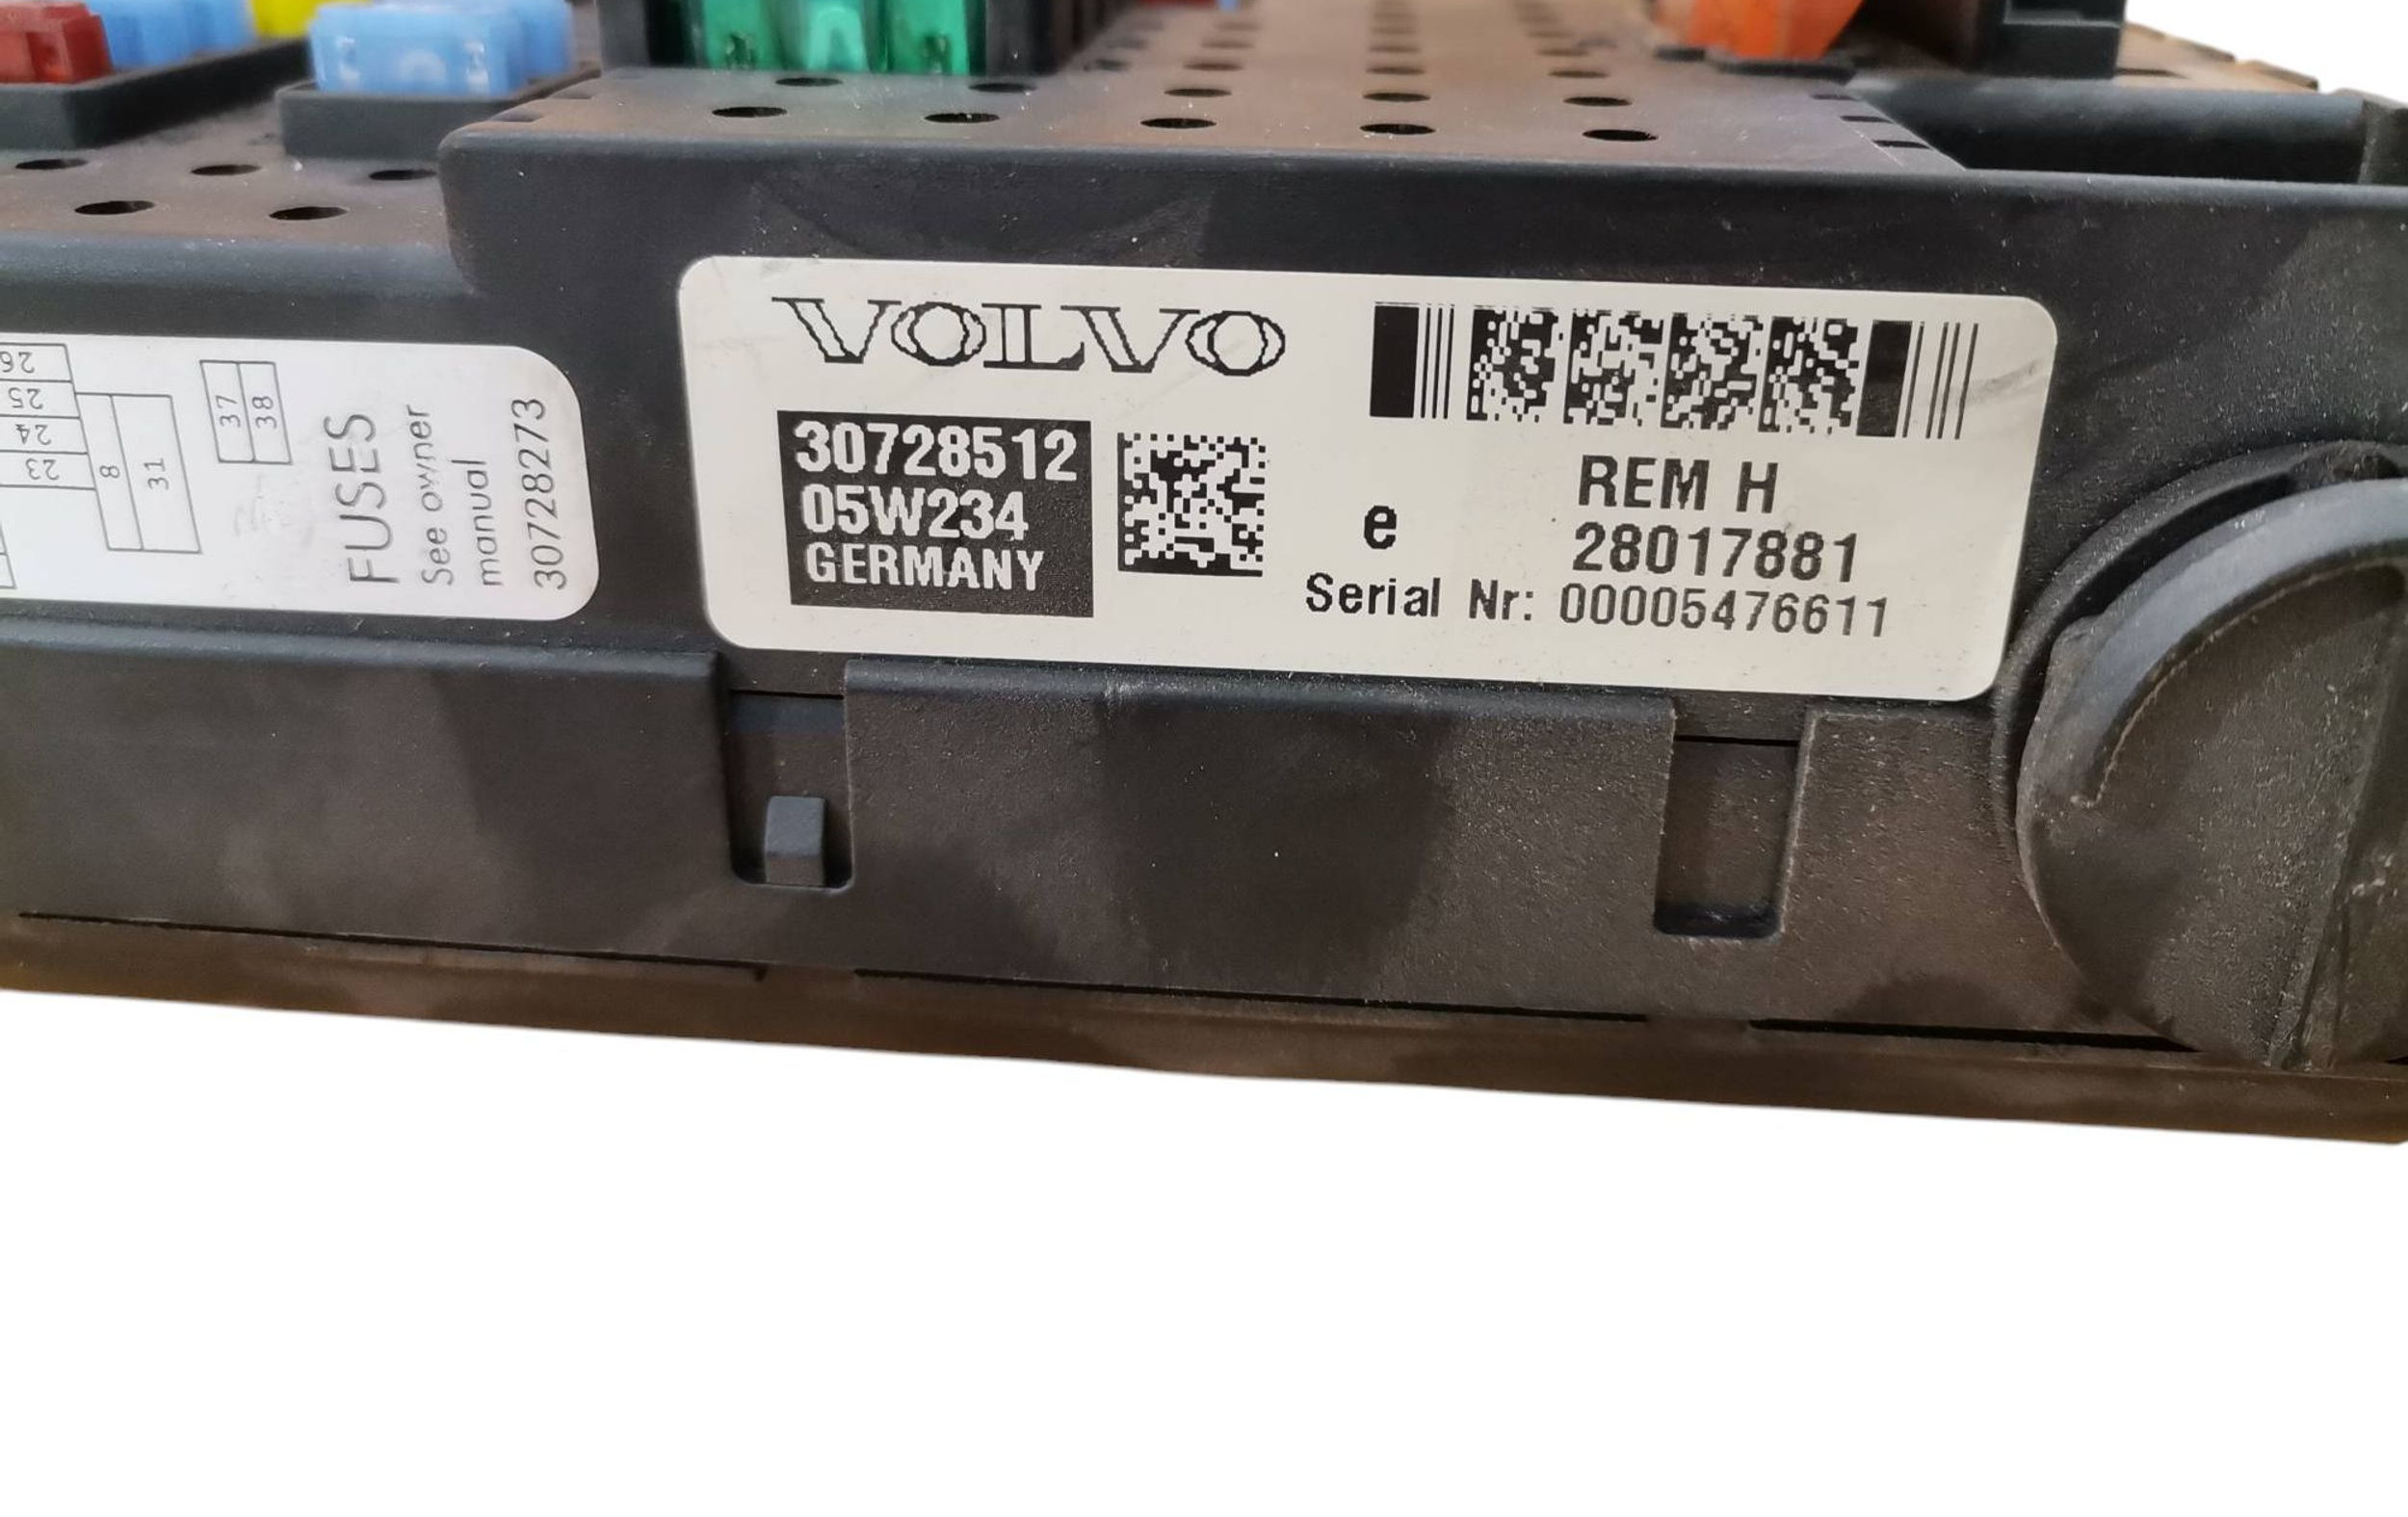 26
25
24
23
8
31
37
38
FUSES
See owner
manual
30728273
VOLVO
30728512
05W234
GERMANY
e
REM H
28017881
Serial Nr: 00005476611